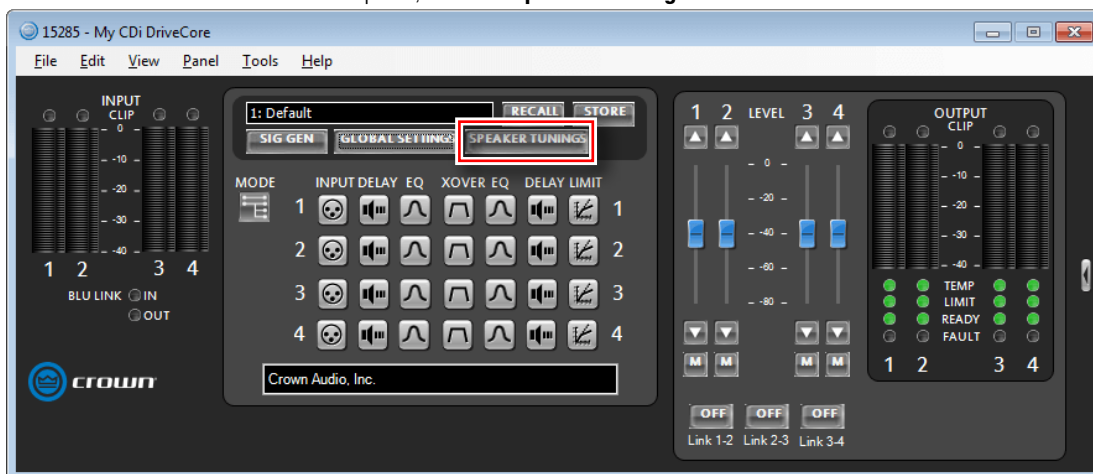 15285 - My CDi DriveCore
File Edit View Panel Tools Help
INPUT
CLIP
0
-10
-20
-30
-40
1 2 3 4
BLU LINK IN
OUT
crown
1: Default RECALL STORE
SIG GEN GLOBAL SETTINGS SPEAKER TUNINGS
MODE INPUT DELAY EQ XOVER EQ DELAY LIMIT
1 1
2 2
3 3
4 4
Crown Audio, Inc.
1 2 LEVEL 3 4
0
-20
-40
-60
-80
M M M M
OFF OFF OFF
Link 1-2 Link 2-3 Link 3-4
OUTPUT
CLIP
0
-10
-20
-30
-40
TEMP
LIMIT
READY
FAULT
1 2 3 4